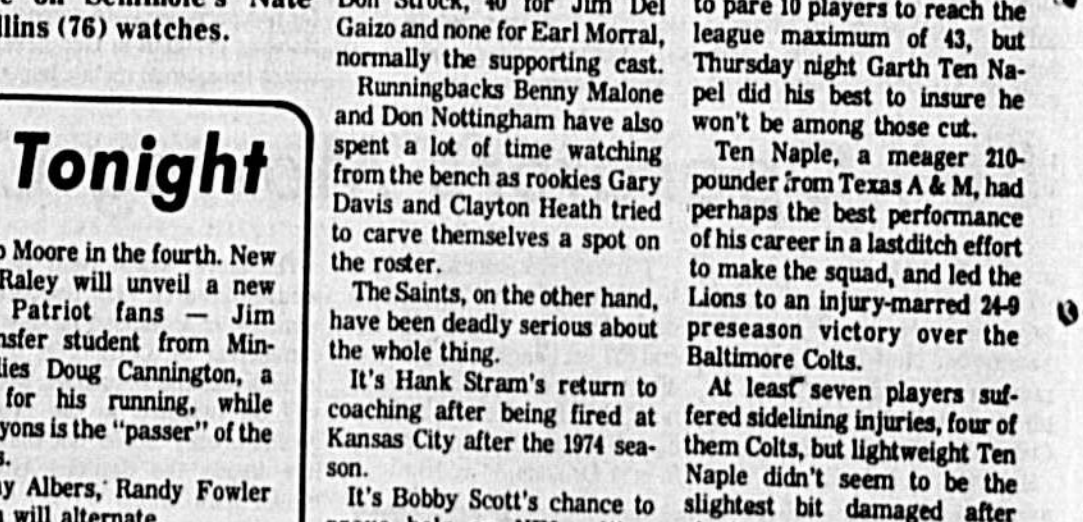 llins (76) watches.
Tonight
Moore in the fourth. New
Raley will unveil a new
Patriot fans — Jim
nsfer student from Min-
lies Doug Cannington, a
for his running, while
yons is the "passer" of the
s.
y Albers, Randy Fowler
will alternate
Don Strock, 40 for Jim Del
Gaizo and none for Earl Morral,
normally the supporting cast.
Runningbacks Benny Malone
and Don Nottingham have also
spent a lot of time watching
from the bench as rookies Gary
Davis and Clayton Heath tried
to carve themselves a spot on
the roster.
The Saints, on the other hand,
have been deadly serious about
the whole thing.
It's Hank Stram's return to
coaching after being fired at
Kansas City after the 1974 sea-
son.
It's Bobby Scott's chance to
to pare 10 players to reach the
league maximum of 43, but
Thursday night Garth Ten Na-
pel did his best to insure he
won't be among those cut.
Ten Naple, a meager 210-
pounder from Texas A & M, had
perhaps the best performance
of his career in a lastditch effort
to make the squad, and led the
Lions to an injury-marred 24-9
preseason victory over the
Baltimore Colts.
At least seven players suf-
fered sidelining injuries, four of
them Colts, but lightweight Ten
Naple didn't seem to be the
slightest bit damaged after